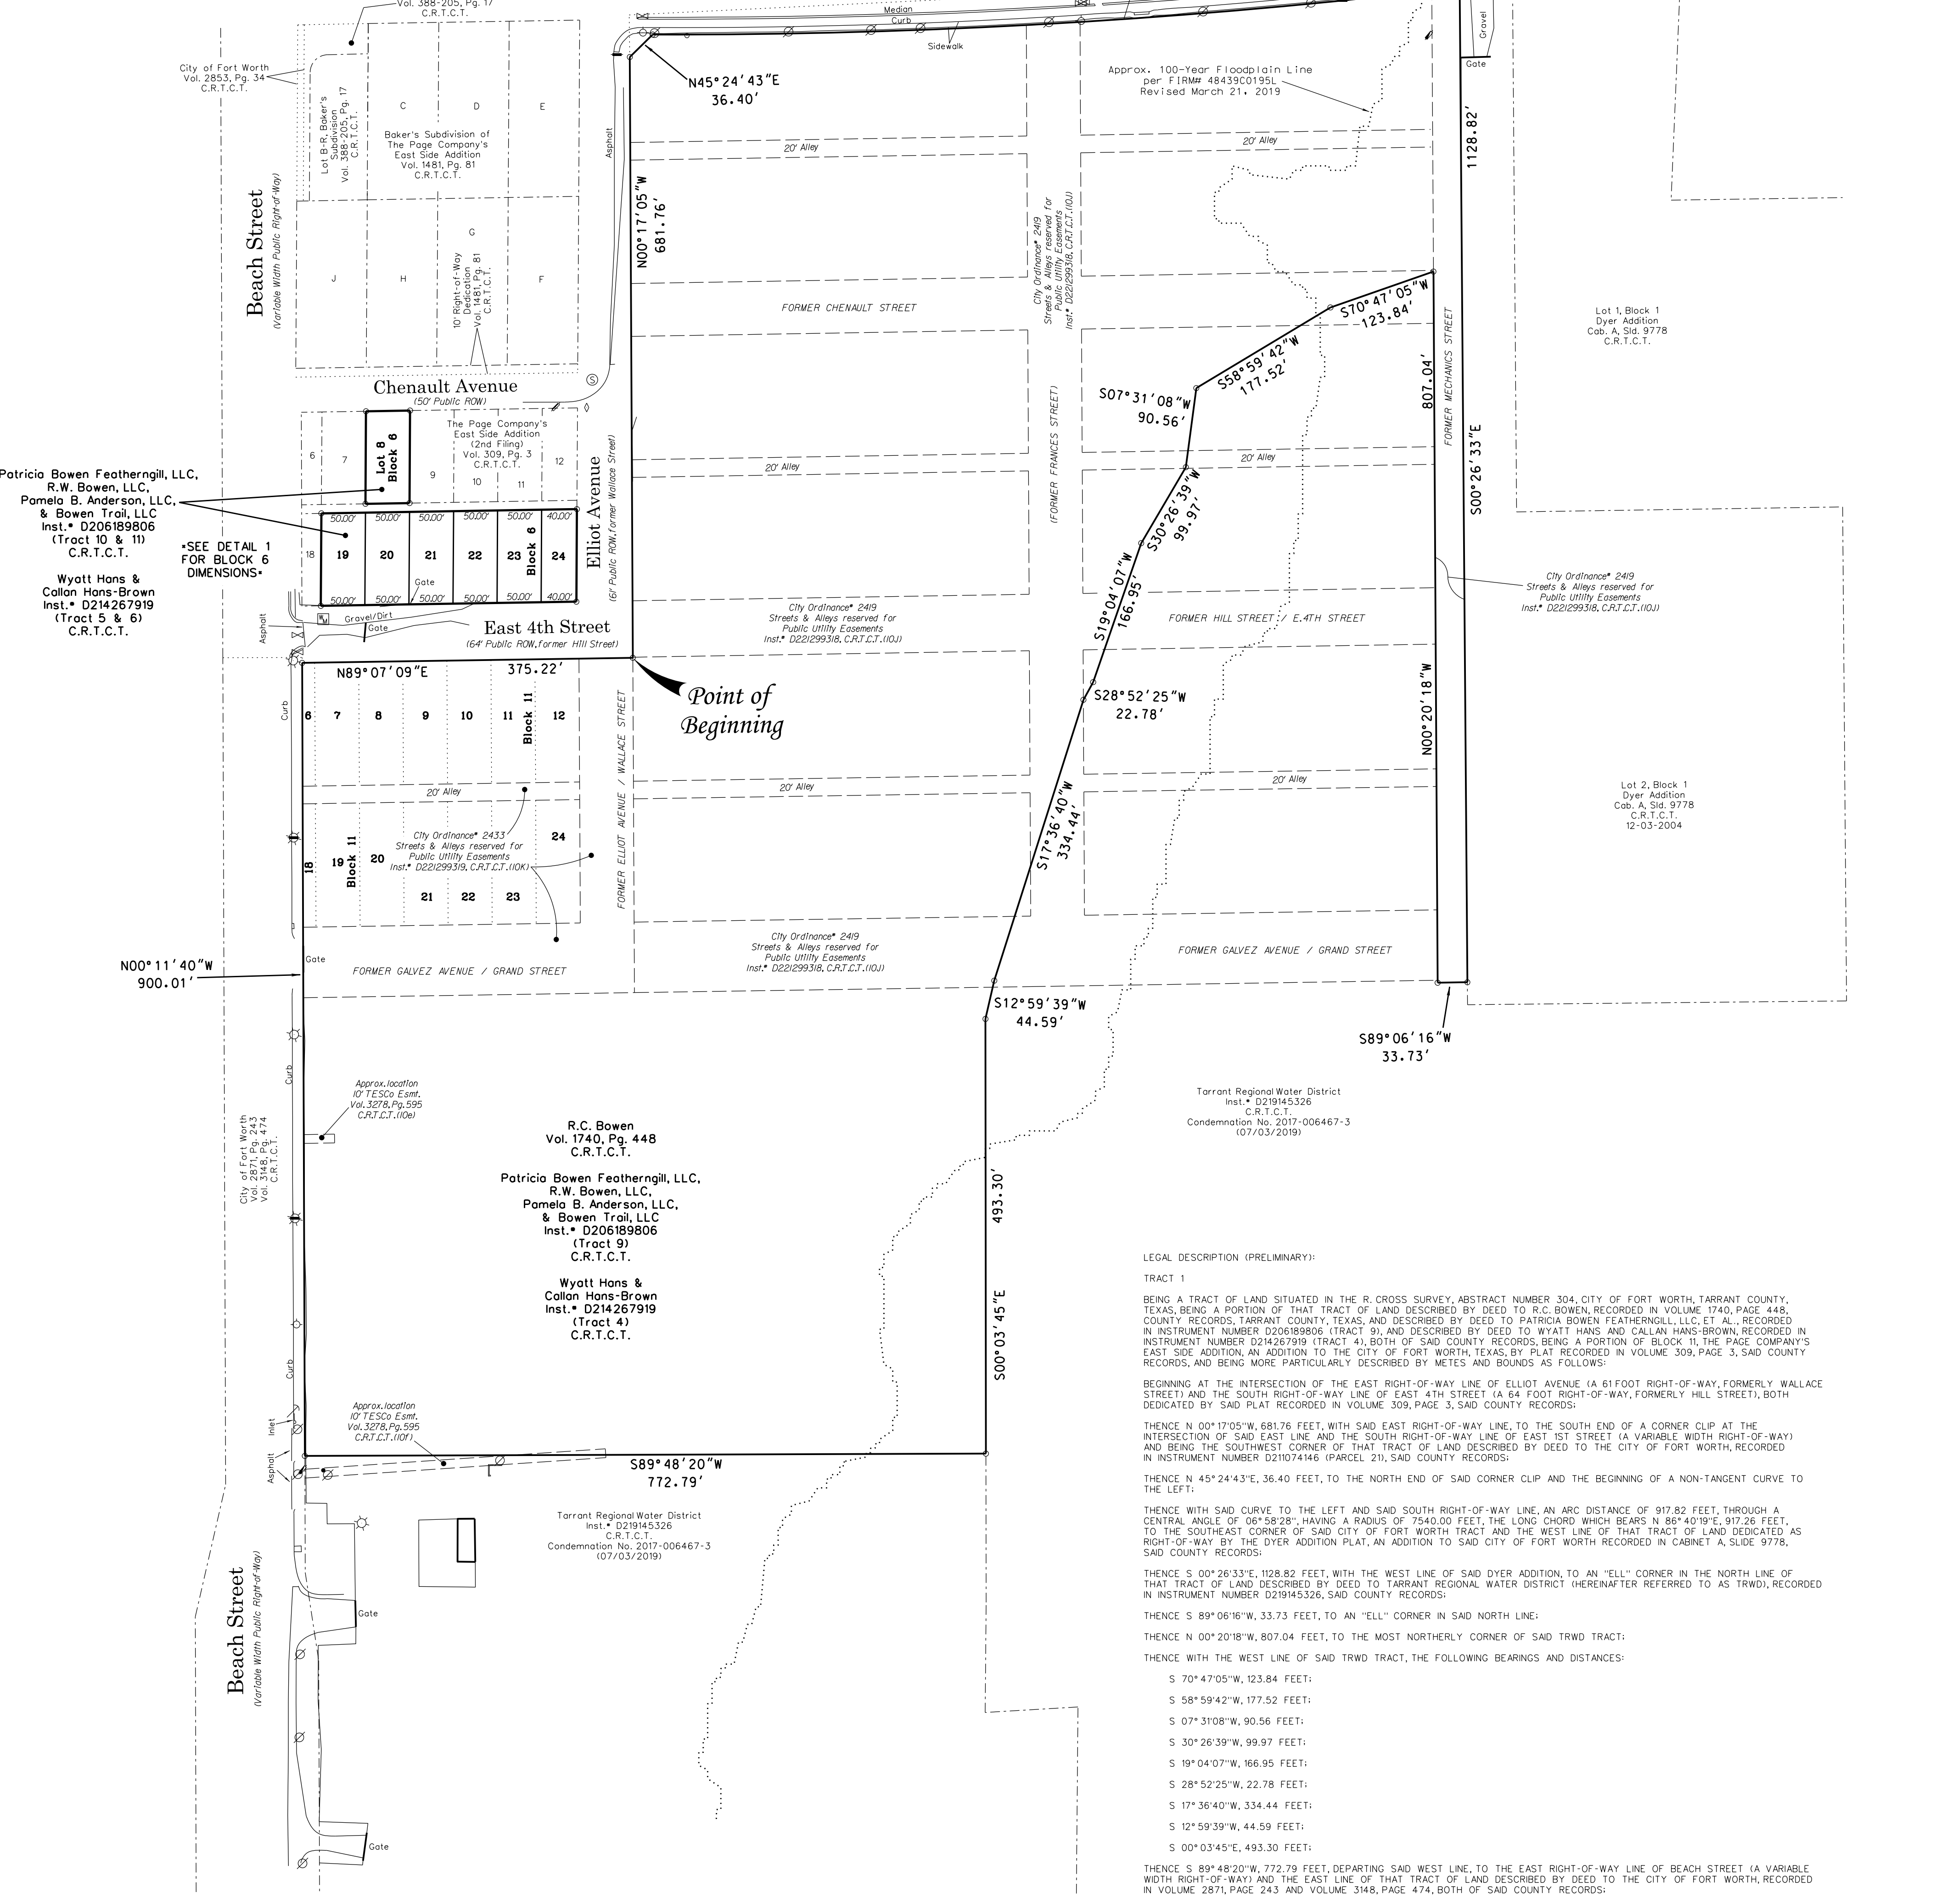 Vol. 388-205, Pg. 17
C.R.T.C.T.
Median
Curb
Sidewalk
Gravel
Gate
City of Fort Worth
Vol. 2853, Pg. 34
C.R.T.C.T.
N45°24'43"E
36.40'
Approx. 100-Year Floodplain Line
per FIRM# 48439C0195L
Revised March 21, 2019
1128.82'
Lot B-R, Baker's
Subdivision
Vol. 388-205, Pg. 17
C.R.T.C.T.
C
D
E
Baker's Subdivision of
The Page Company's
East Side Addition
Vol. 1481, Pg. 81
C.R.T.C.T.
Asphalt
20' Alley
20' Alley
Beach Street
(Variable Width Public Right-of-Way)
N00°17'05"W
681.76'
City Ordinance# 2419
Streets & Alleys reserved for
Public Utility Easements
Inst.# D221299318, C.R.T.C.T.(10J)
J
H
G
F
10' Right-of-Way
Dedication
Vol. 1481, Pg. 81
C.R.T.C.T.
FORMER CHENAULT STREET
S70°47'05"W
123.84'
FORMER MECHANICS STREET
Lot 1, Block 1
Dyer Addition
Cab. A, Sld. 9778
C.R.T.C.T.
S58°59'42"W
177.52'
807.04'
Chenault Avenue
(50' Public ROW)
S
S07°31'08"W
90.56'
(FORMER FRANCES STREET)
The Page Company's
East Side Addition
(2nd Filing)
Vol. 309, Pg. 3
C.R.T.C.T.
6
7
Lot 8
Block 6
9
10
11
12
Elliot Avenue
(61' Public ROW, former Wallace Street)
20' Alley
20' Alley
S00°26'33"E
Patricia Bowen Featherngill, LLC,
R.W. Bowen, LLC,
Pamela B. Anderson, LLC,
& Bowen Trail, LLC
Inst.# D206189806
(Tract 10 & 11)
C.R.T.C.T.
Wyatt Hans &
Callan Hans-Brown
Inst.# D214267919
(Tract 5 & 6)
C.R.T.C.T.
*SEE DETAIL 1
FOR BLOCK 6
DIMENSIONS*
50.00' 50.00' 50.00' 50.00' 50.00' 40.00'
18 19 20 21 22 23 Block 6 24
Gate
50.00' 50.00' 50.00' 50.00' 50.00' 40.00'
S30°26'39"W
99.97'
S19°04'07"W
166.95'
Asphalt
Gravel/Dirt
Gate
East 4th Street
(64' Public ROW, former Hill Street)
City Ordinance# 2419
Streets & Alleys reserved for
Public Utility Easements
Inst.# D221299318, C.R.T.C.T.(10J)
FORMER HILL STREET / E.4TH STREET
City Ordinance# 2419
Streets & Alleys reserved for
Public Utility Easements
Inst.# D221299318, C.R.T.C.T.(10J)
N89°07'09"E 375.22'
Point of
Beginning
S28°52'25"W
22.78'
N00°20'18"W
Curb
6 7 8 9 10 11 Block 11 12
FORMER ELLIOT AVENUE / WALLACE STREET
20' Alley
20' Alley
20' Alley
S17°36'40"W
334.44'
Lot 2, Block 1
Dyer Addition
Cab. A, Sld. 9778
C.R.T.C.T.
12-03-2004
City Ordinance# 2433
Streets & Alleys reserved for
Public Utility Easements
Inst.# D221299319, C.R.T.C.T.(10K)
18 19 Block 11 20 21 22 23 24
N00°11'40"W
900.01'
Gate
FORMER GALVEZ AVENUE / GRAND STREET
City Ordinance# 2419
Streets & Alleys reserved for
Public Utility Easements
Inst.# D221299318, C.R.T.C.T.(10J)
FORMER GALVEZ AVENUE / GRAND STREET
S12°59'39"W
44.59'
S89°06'16"W
33.73'
Curb
Approx. location
10' TESCo Esmt.
Vol. 3278, Pg. 595
C.R.T.C.T.(10e)
City of Fort Worth
Vol. 2871, Pg. 243
Vol. 3148, Pg. 474
C.R.T.C.T.
Tarrant Regional Water District
Inst.# D219145326
C.R.T.C.T.
Condemnation No. 2017-006467-3
(07/03/2019)
R.C. Bowen
Vol. 1740, Pg. 448
C.R.T.C.T.
Patricia Bowen Featherngill, LLC,
R.W. Bowen, LLC,
Pamela B. Anderson, LLC,
& Bowen Trail, LLC
Inst.# D206189806
(Tract 9)
C.R.T.C.T.
Wyatt Hans &
Callan Hans-Brown
Inst.# D214267919
(Tract 4)
C.R.T.C.T.
493.30'
S00°03'45"E
Curb
Inlet
Asphalt
Approx. location
10' TESCo Esmt.
Vol. 3278, Pg. 595
C.R.T.C.T.(10f)
S89°48'20"W
772.79'
Tarrant Regional Water District
Inst.# D219145326
C.R.T.C.T.
Condemnation No. 2017-006467-3
(07/03/2019)
Beach Street
(Variable Width Public Right-of-Way)
Gate
Gate
LEGAL DESCRIPTION (PRELIMINARY):
TRACT 1
BEING A TRACT OF LAND SITUATED IN THE R. CROSS SURVEY, ABSTRACT NUMBER 304, CITY OF FORT WORTH, TARRANT COUNTY,
TEXAS, BEING A PORTION OF THAT TRACT OF LAND DESCRIBED BY DEED TO R.C. BOWEN, RECORDED IN VOLUME 1740, PAGE 448,
COUNTY RECORDS, TARRANT COUNTY, TEXAS, AND DESCRIBED BY DEED TO PATRICIA BOWEN FEATHERNGILL, LLC, ET AL., RECORDED
IN INSTRUMENT NUMBER D206189806 (TRACT 9), AND DESCRIBED BY DEED TO WYATT HANS AND CALLAN HANS-BROWN, RECORDED IN
INSTRUMENT NUMBER D214267919 (TRACT 4), BOTH OF SAID COUNTY RECORDS, BEING A PORTION OF BLOCK 11, THE PAGE COMPANY'S
EAST SIDE ADDITION, AN ADDITION TO THE CITY OF FORT WORTH, TEXAS, BY PLAT RECORDED IN VOLUME 309, PAGE 3, SAID COUNTY
RECORDS, AND BEING MORE PARTICULARLY DESCRIBED BY METES AND BOUNDS AS FOLLOWS:
BEGINNING AT THE INTERSECTION OF THE EAST RIGHT-OF-WAY LINE OF ELLIOT AVENUE (A 61 FOOT RIGHT-OF-WAY, FORMERLY WALLACE
STREET) AND THE SOUTH RIGHT-OF-WAY LINE OF EAST 4TH STREET (A 64 FOOT RIGHT-OF-WAY, FORMERLY HILL STREET), BOTH
DEDICATED BY SAID PLAT RECORDED IN VOLUME 309, PAGE 3, SAID COUNTY RECORDS;
THENCE N 00°17'05"W, 681.76 FEET, WITH SAID EAST RIGHT-OF-WAY LINE, TO THE SOUTH END OF A CORNER CLIP AT THE
INTERSECTION OF SAID EAST LINE AND THE SOUTH RIGHT-OF-WAY LINE OF EAST 1ST STREET (A VARIABLE WIDTH RIGHT-OF-WAY)
AND BEING THE SOUTHWEST CORNER OF THAT TRACT OF LAND DESCRIBED BY DEED TO THE CITY OF FORT WORTH, RECORDED
IN INSTRUMENT NUMBER D211074146 (PARCEL 21), SAID COUNTY RECORDS;
THENCE N 45°24'43"E, 36.40 FEET, TO THE NORTH END OF SAID CORNER CLIP AND THE BEGINNING OF A NON-TANGENT CURVE TO
THE LEFT;
THENCE WITH SAID CURVE TO THE LEFT AND SAID SOUTH RIGHT-OF-WAY LINE, AN ARC DISTANCE OF 917.82 FEET, THROUGH A
CENTRAL ANGLE OF 06°58'28", HAVING A RADIUS OF 7540.00 FEET, THE LONG CHORD WHICH BEARS N 86°40'19"E, 917.26 FEET,
TO THE SOUTHEAST CORNER OF SAID CITY OF FORT WORTH TRACT AND THE WEST LINE OF THAT TRACT OF LAND DEDICATED AS
RIGHT-OF-WAY BY THE DYER ADDITION PLAT, AN ADDITION TO SAID CITY OF FORT WORTH RECORDED IN CABINET A, SLIDE 9778,
SAID COUNTY RECORDS;
THENCE S 00°26'33"E, 1128.82 FEET, WITH THE WEST LINE OF SAID DYER ADDITION, TO AN "ELL" CORNER IN THE NORTH LINE OF
THAT TRACT OF LAND DESCRIBED BY DEED TO TARRANT REGIONAL WATER DISTRICT (HEREINAFTER REFERRED TO AS TRWD), RECORDED
IN INSTRUMENT NUMBER D219145326, SAID COUNTY RECORDS;
THENCE S 89°06'16"W, 33.73 FEET, TO AN "ELL" CORNER IN SAID NORTH LINE;
THENCE N 00°20'18"W, 807.04 FEET, TO THE MOST NORTHERLY CORNER OF SAID TRWD TRACT;
THENCE WITH THE WEST LINE OF SAID TRWD TRACT, THE FOLLOWING BEARINGS AND DISTANCES:
S 70°47'05"W, 123.84 FEET;
S 58°59'42"W, 177.52 FEET;
S 07°31'08"W, 90.56 FEET;
S 30°26'39"W, 99.97 FEET;
S 19°04'07"W, 166.95 FEET;
S 28°52'25"W, 22.78 FEET;
S 17°36'40"W, 334.44 FEET;
S 12°59'39"W, 44.59 FEET;
S 00°03'45"E, 493.30 FEET;
THENCE S 89°48'20"W, 772.79 FEET, DEPARTING SAID WEST LINE, TO THE EAST RIGHT-OF-WAY LINE OF BEACH STREET (A VARIABLE
WIDTH RIGHT-OF-WAY) AND THE EAST LINE OF THAT TRACT OF LAND DESCRIBED BY DEED TO THE CITY OF FORT WORTH, RECORDED
IN VOLUME 2871, PAGE 243 AND VOLUME 3148, PAGE 474, BOTH OF SAID COUNTY RECORDS;